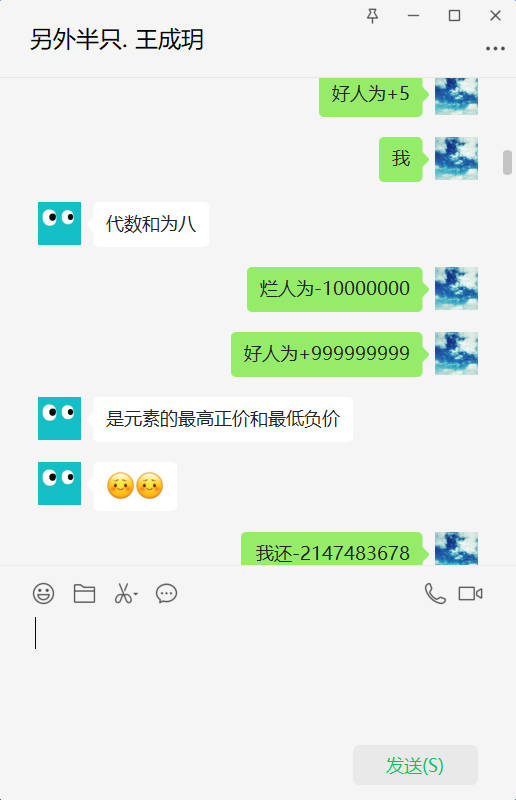 另外半只. 王成玥
好人为+5
我
代数和为八
烂人为-10000000
好人为+999999999
是元素的最高正价和最低负价
我还-2147483678
发送(S)